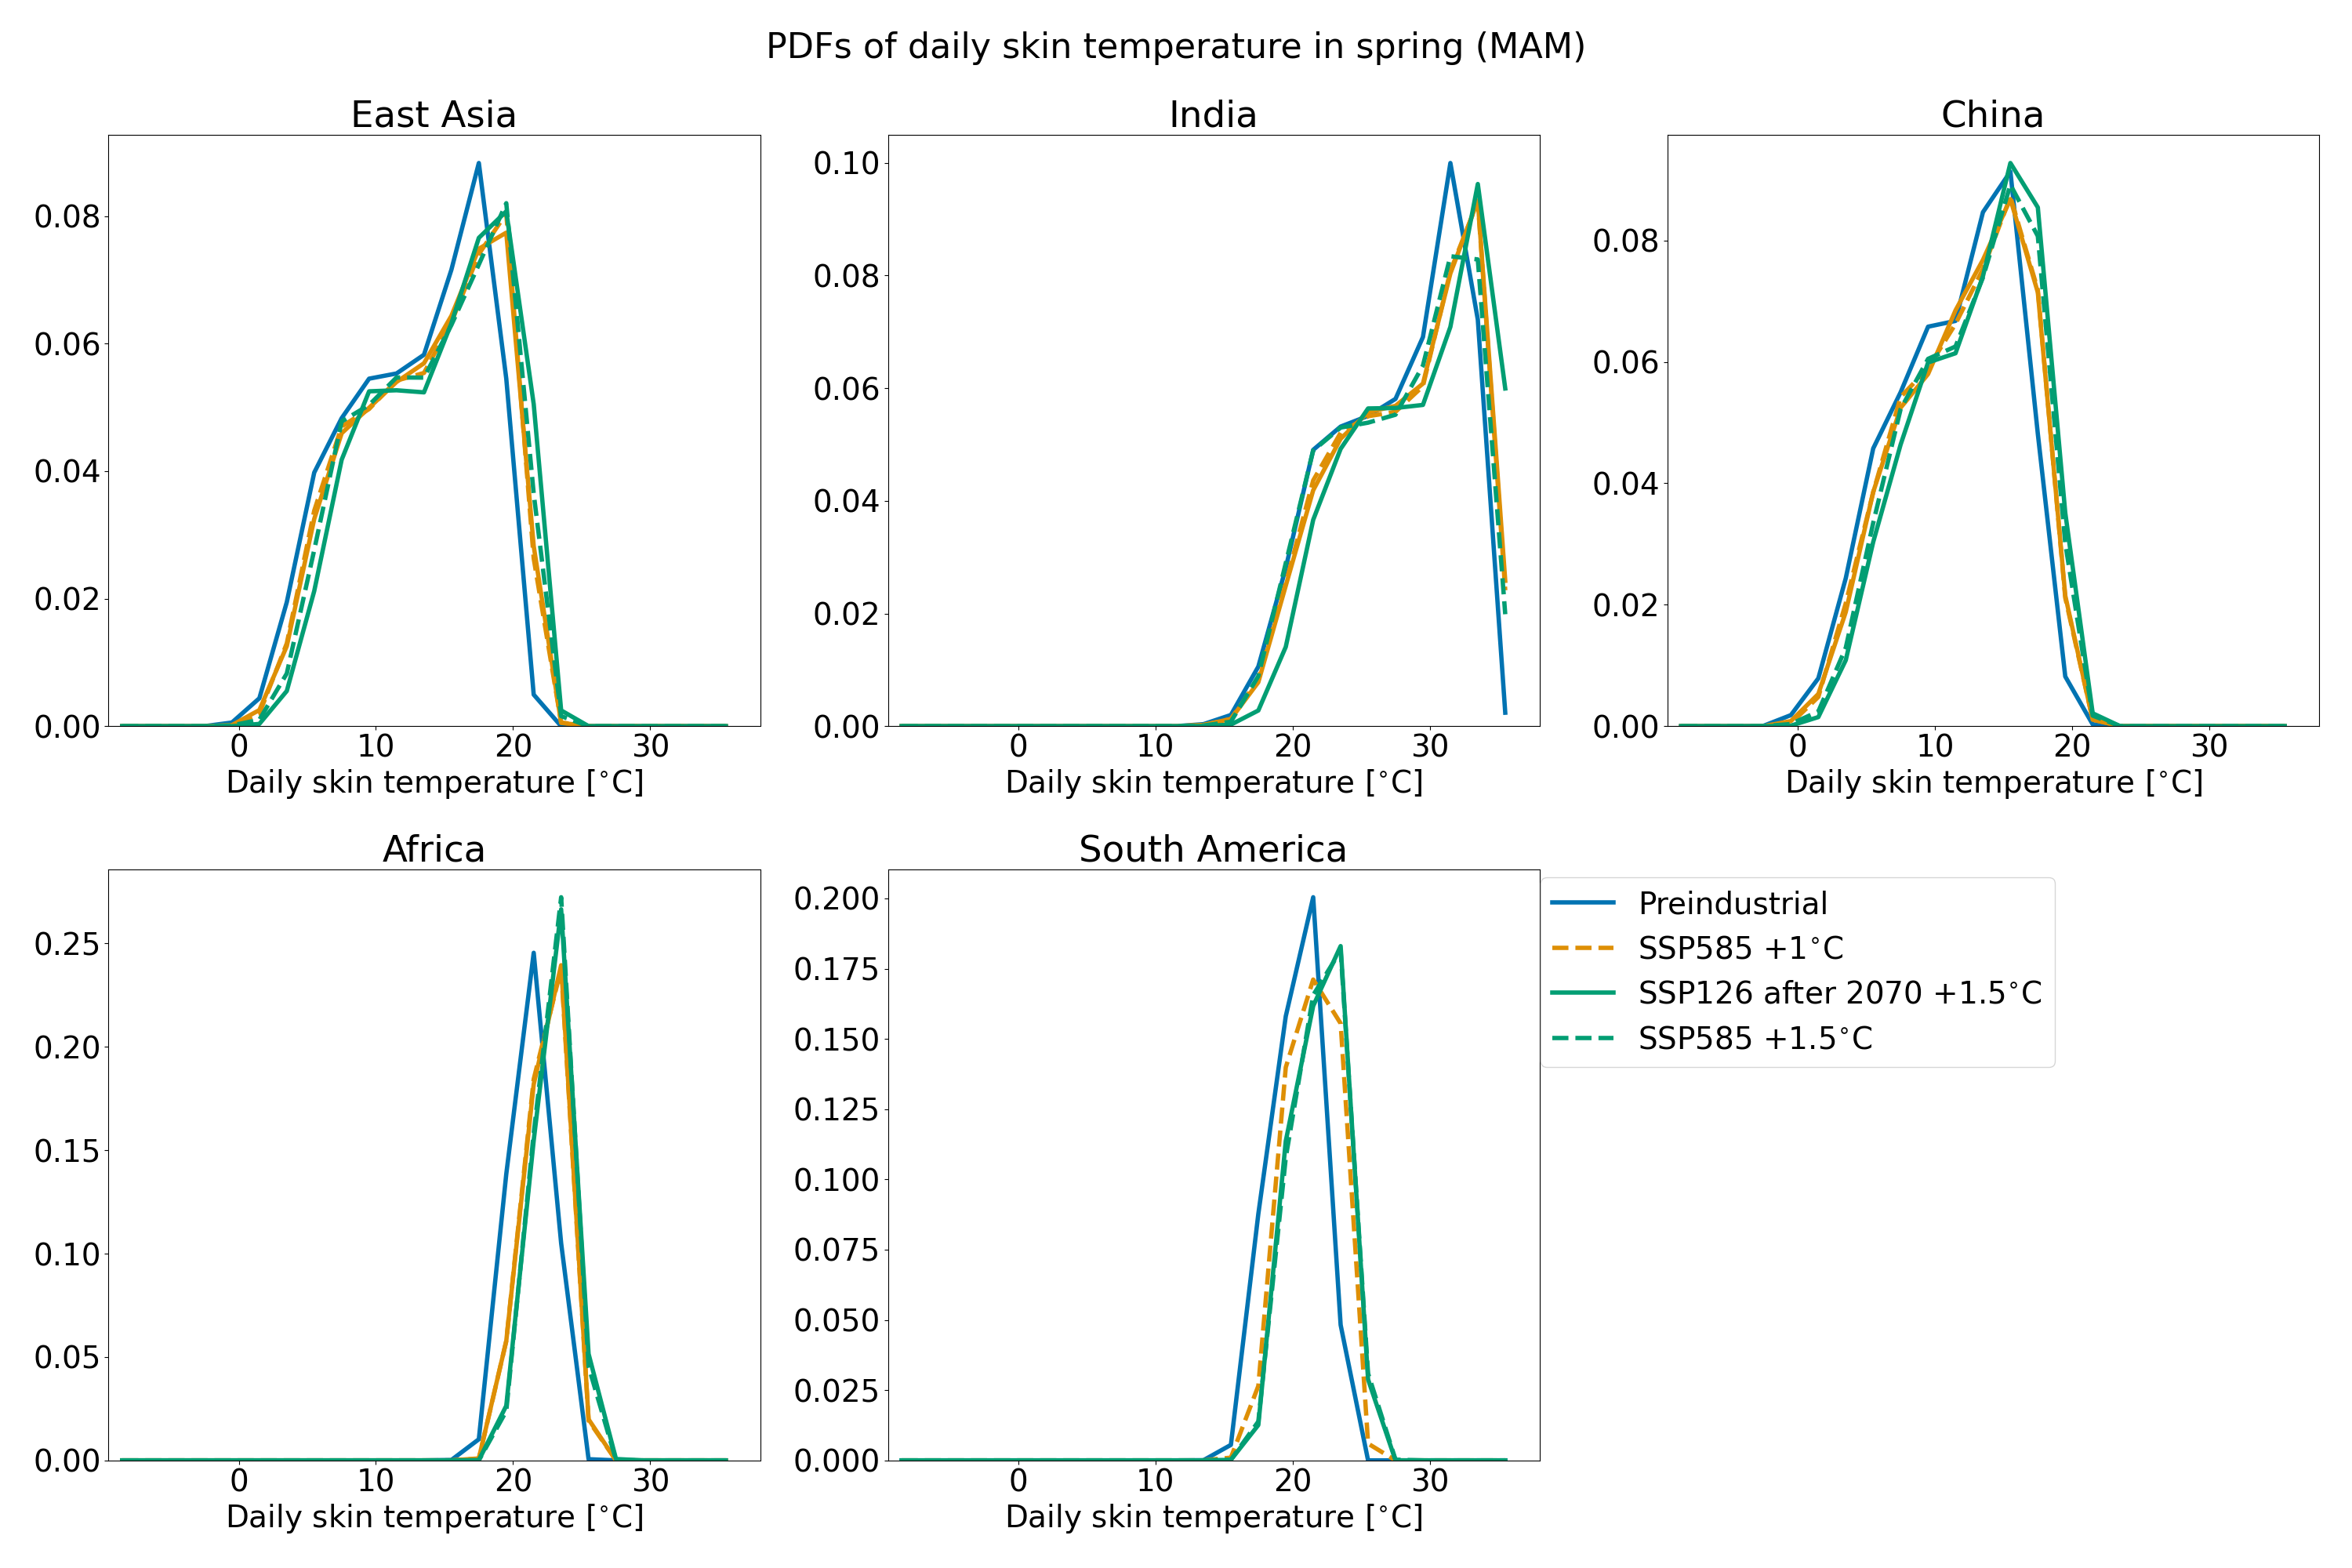 PDFs of daily skin temperature in spring (MAM)
East Asia
0.08
0.06
0.04
0.02
0.00
0 10 20 30
Daily skin temperature [°C]
India
0.10
0.08
0.06
0.04
0.02
0.00
0 10 20 30
Daily skin temperature [°C]
China
0.08
0.06
0.04
0.02
0.00
0 10 20 30
Daily skin temperature [°C]
Africa
0.25
0.20
0.15
0.10
0.05
0.00
0 10 20 30
Daily skin temperature [°C]
South America
0.200
0.175
0.150
0.125
0.100
0.075
0.050
0.025
0.000
0 10 20 30
Daily skin temperature [°C]
Preindustrial
SSP585 +1°C
SSP126 after 2070 +1.5°C
SSP585 +1.5°C